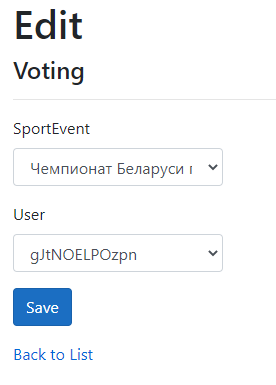 Edit
Voting
SportEvent
Чемпионат Беларуси
User
gJtNOELPOzpn
Save
Back to List